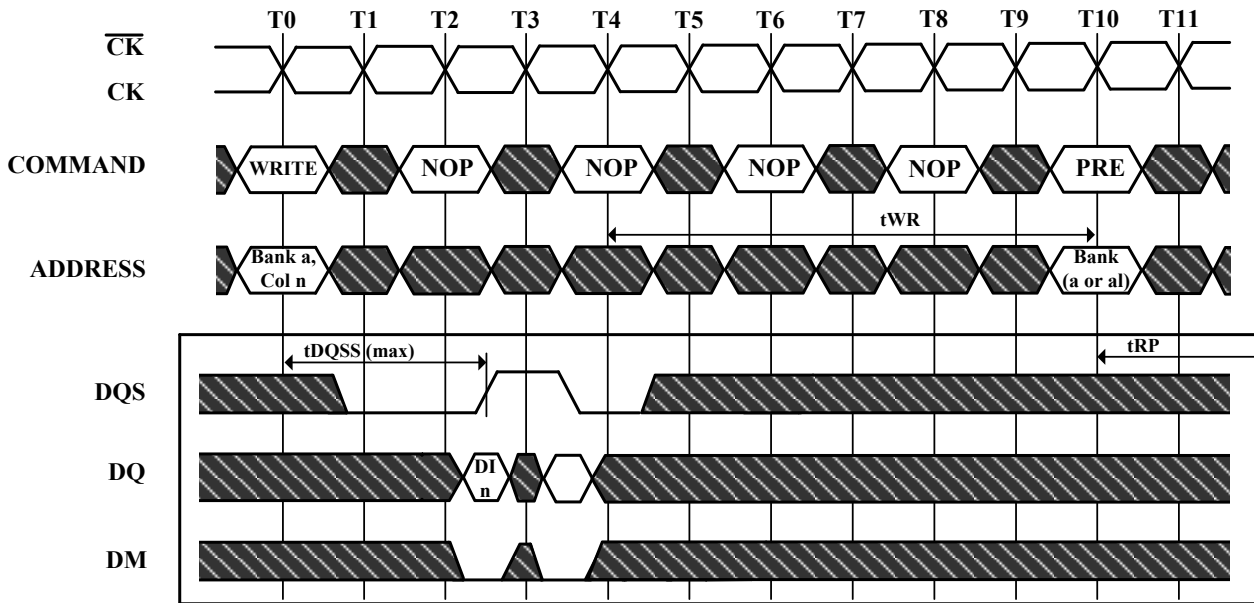 T0 T1 T2 T3 T4 T5 T6 T7 T8 T9 T10 T11
CK
CK
COMMAND WRITE NOP NOP NOP NOP PRE
tWR
ADDRESS Bank a, Col n Bank (a or al)
tDQSS (max) tRP
DQS
DQ DI n
DM